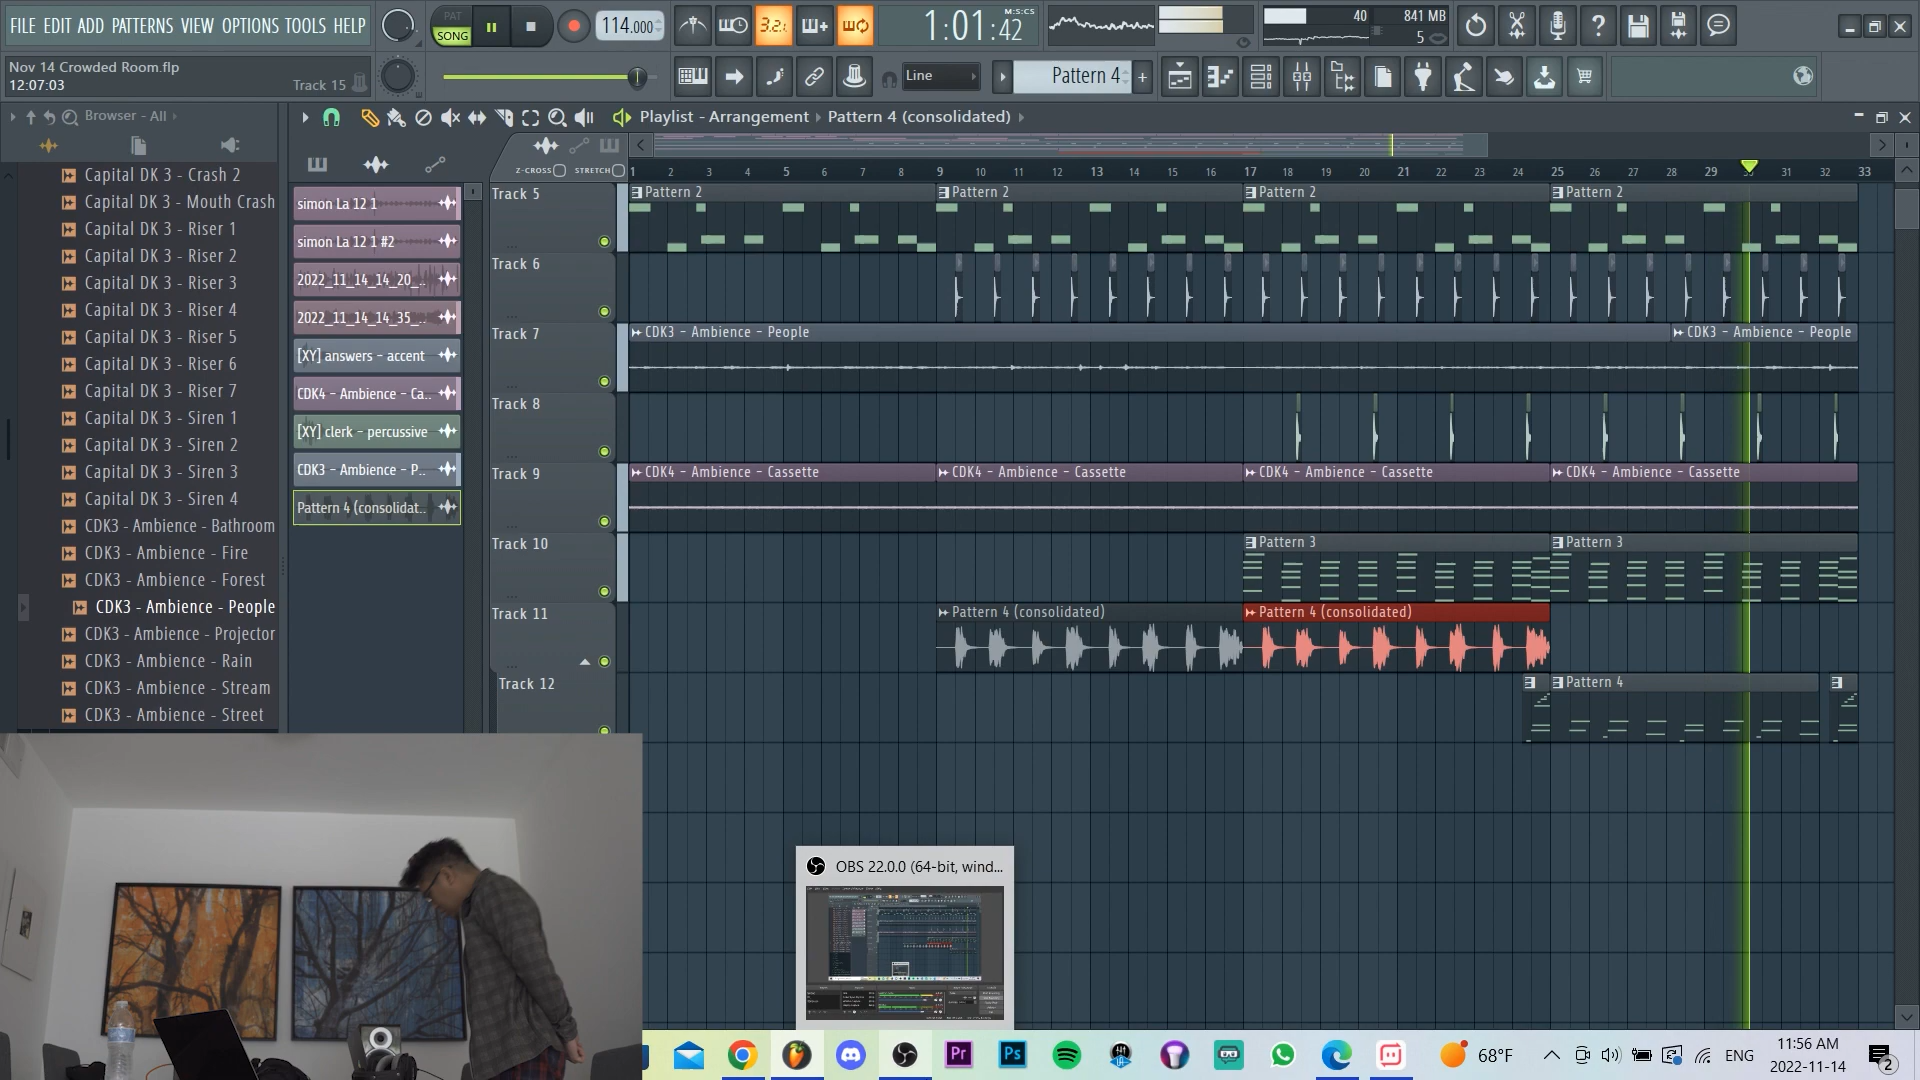 FILE EDIT ADD PATTERNS VIEW OPTIONS TOOLS HELP
PAT
SONG
114.000
3.2.1
1:01:42
M:S:CS
40
841 MB
5
Nov 14 Crowded Room.flp
12:07:03
Track 15
Line
Pattern 4
Browser - All
Playlist - Arrangement
Pattern 4 (consolidated)
Capital DK 3 - Crash 2
Capital DK 3 - Mouth Crash
Capital DK 3 - Riser 1
Capital DK 3 - Riser 2
Capital DK 3 - Riser 3
Capital DK 3 - Riser 4
Capital DK 3 - Riser 5
Capital DK 3 - Riser 6
Capital DK 3 - Riser 7
Capital DK 3 - Siren 1
Capital DK 3 - Siren 2
Capital DK 3 - Siren 3
Capital DK 3 - Siren 4
CDK3 - Ambience - Bathroom
CDK3 - Ambience - Fire
CDK3 - Ambience - Forest
CDK3 - Ambience - People
CDK3 - Ambience - Projector
CDK3 - Ambience - Rain
CDK3 - Ambience - Stream
CDK3 - Ambience - Street
simon La 12 1
simon La 12 1 #2
2022_11_14_14_20_..
2022_11_14_14_35_..
[XY] answers - accent
CDK4 - Ambience - Ca..
[XY] clerk - percussive
CDK3 - Ambience - P..
Pattern 4 (consolidat..
Z-CROSS STRETCH
1 2 3 4 5 6 7 8 9 10 11 12 13 14 15 16 17 18 19 20 21 22 23 24 25 26 27 28 29 31 32 33
Track 5
Pattern 2 Pattern 2 Pattern 2 Pattern 2
Track 6
Track 7
CDK3 - Ambience - People CDK3 - Ambience - People
Track 8
Track 9
CDK4 - Ambience - Cassette CDK4 - Ambience - Cassette CDK4 - Ambience - Cassette CDK4 - Ambience - Cassette
Track 10
Pattern 3 Pattern 3
Track 11
Pattern 4 (consolidated) Pattern 4 (consolidated)
Track 12
Pattern 4
OBS 22.0.0 (64-bit, wind...
Pr
Ps
68°F
ENG
11:56 AM
2022-11-14
2